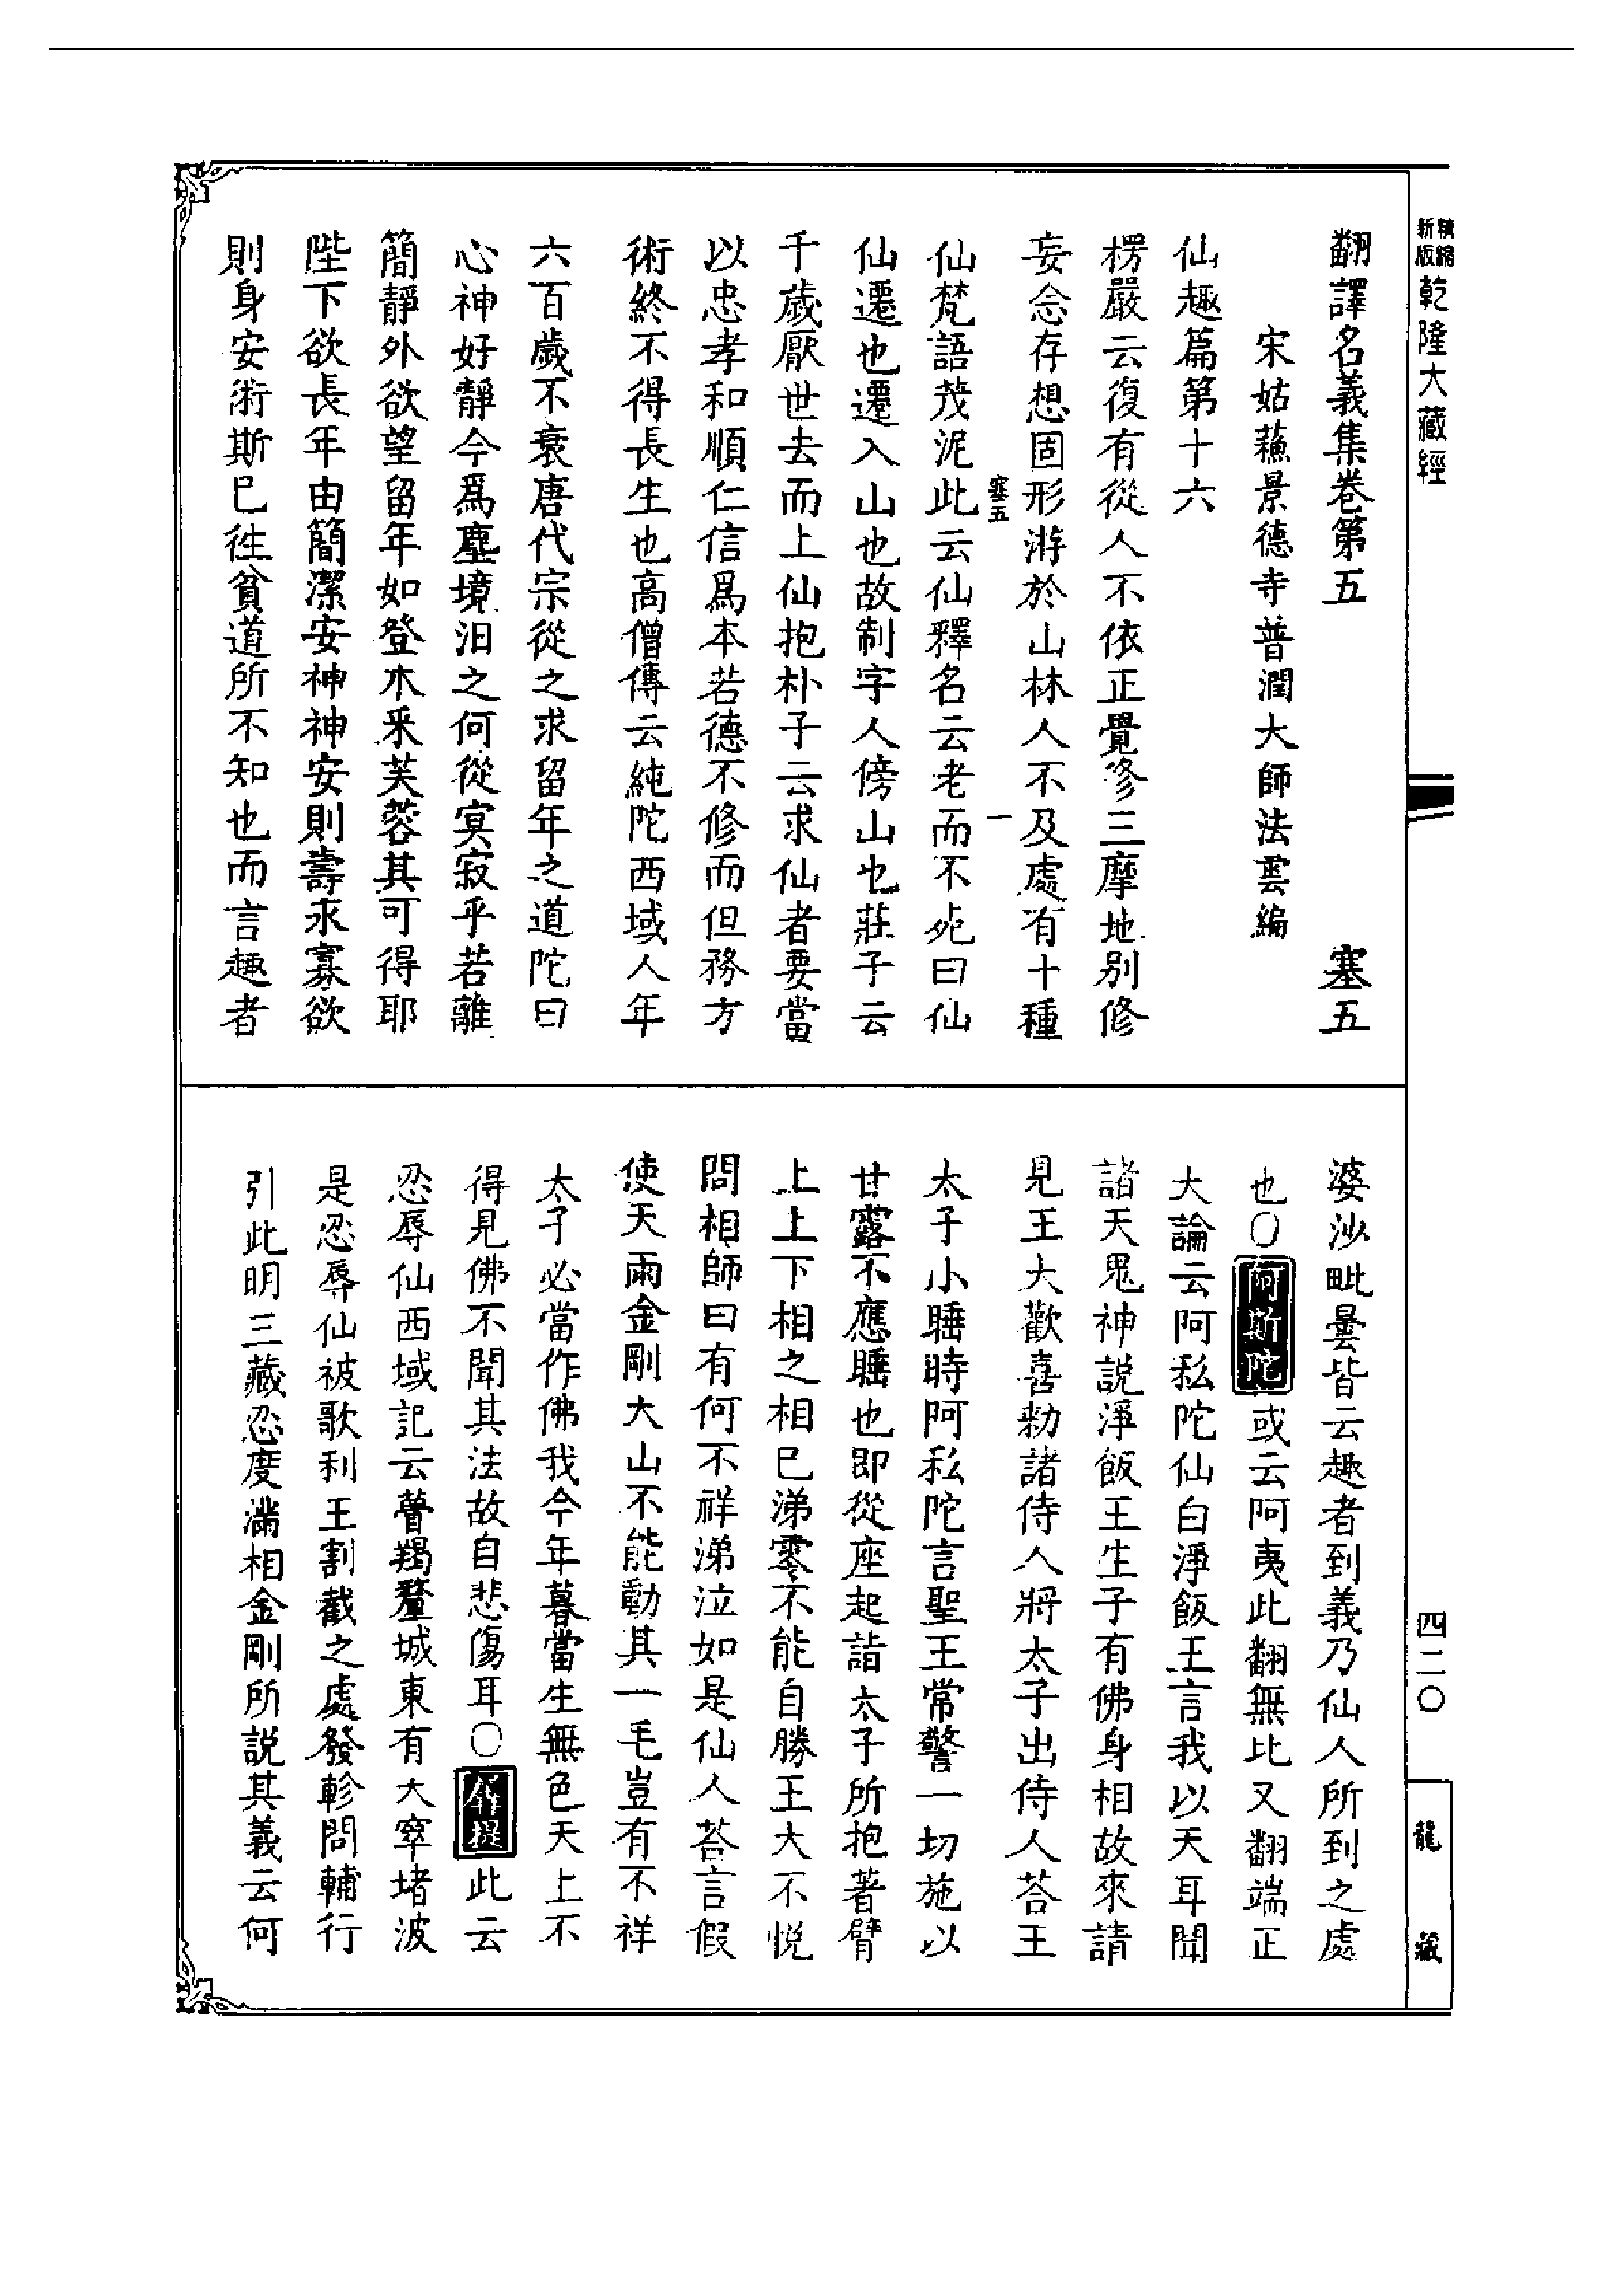 新版精縮乾隆大藏經
翻譯名義集卷第五　塞五
宋姑蘇景德寺普潤大師法雲編
仙趣篇第十六
楞嚴云復有從人不依正覺修三摩地別修
妄念存想固形游於山林人不及處有十種
塞五　一
仙梵語茂泥此云仙釋名云老而不死曰仙
仙遷也遷入山也故制字人傍山也莊子云
千歲厭世去而上仙抱朴子云求仙者要當
以忠孝和順仁信爲本若德不修而但務方
術終不得長生也高僧傳云純陀西域人年
六百歲不衰唐代宗從之求留年之道陀曰
心神好靜今爲塵境汩之何從冥寂乎若離
簡靜外欲望留年如登木釆芙蓉其可得耶
陛下欲長年由簡潔安神神安則壽永寡欲
則身安術斯已往貧道所不知也而言趣者
婆沙毗曇皆云趣者到義乃仙人所到之處
也〇阿斯陀或云阿夷此翻無比又翻端正
大論云阿私陀仙白淨飯王言我以天耳聞
諸天鬼神説淨飯王生子有佛身相故來請
見王大歡喜勑諸侍人將太子出侍人荅王
太子小睡時阿私陀言聖王常警一切施以
甘露不應睡也即從座起詣太子所抱著臂
上上下相之相已涕零不能自勝王大不悅
問相師曰有何不祥涕泣如是仙人荅言假
使天雨金剛大山不能動其一毛豈有不祥
太子必當作佛我今年暮當生無色天上不
得見佛不聞其法故自悲傷耳〇羼提此云
忍辱仙西域記云瞢羯釐城東有大窣堵波
是忍辱仙被歌利王割截之處發軫問輔行
引此明三藏忍度滿相金剛所説其義云何
四二〇
龍藏